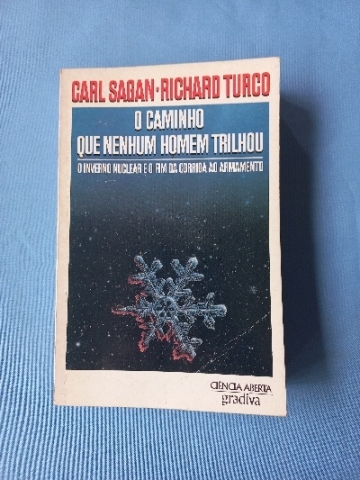 CARL SAGAN • RICHARD TURCO
O CAMINHO
QUE NENHUM HOMEM TRILHOU
O INVERNO NUCLEAR E O FIM DA CORRIDA AO ARMAMENTO
CIÊNCIA ABERTA
gradiva